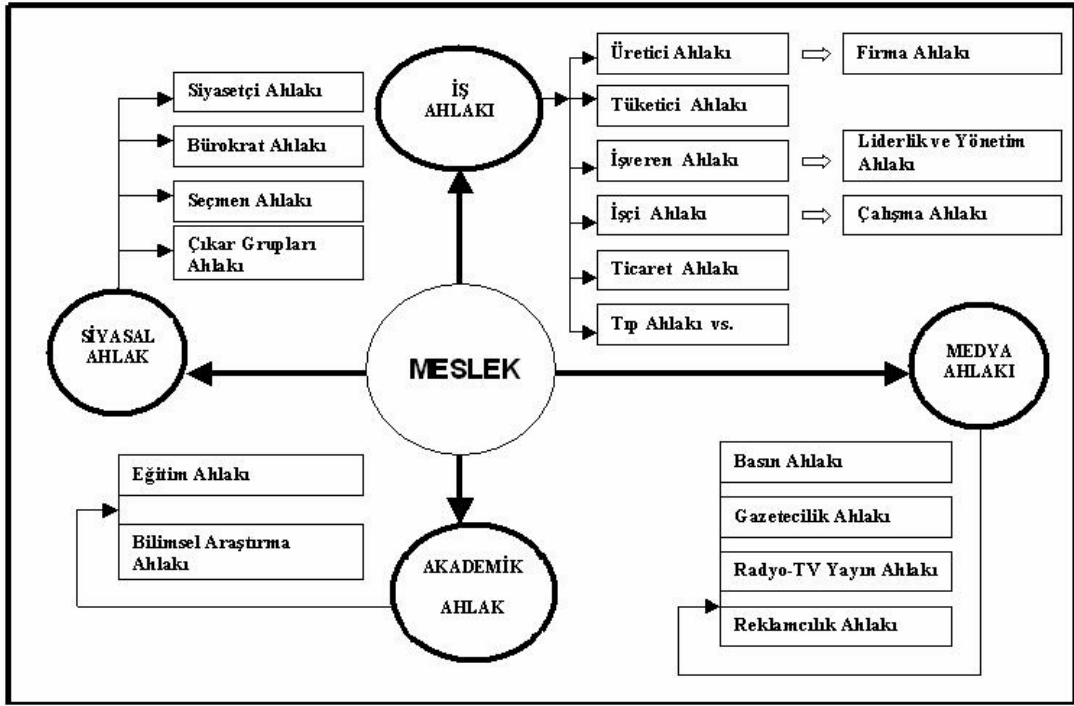 İŞ
AHLAKI
Üretici Ahlakı
Firma Ahlakı
Tüketici Ahlakı
İşveren Ahlakı
Liderlik ve Yönetim
Ahlakı
İşçi Ahlakı
Çalışma Ahlakı
Ticaret Ahlakı
Tıp Ahlakı vs.
Siyasetçi Ahlakı
Bürokrat Ahlakı
Seçmen Ahlakı
Çıkar Grupları
Ahlakı
SİYASAL
AHLAK
MESLEK
MEDYA
AHLAKI
Eğitim Ahlakı
Bilimsel Araştırma
Ahlakı
AKADEMİK
AHLAK
Basın Ahlakı
Gazetecilik Ahlakı
Radyo-TV Yayın Ahlakı
Reklamcılık Ahlakı